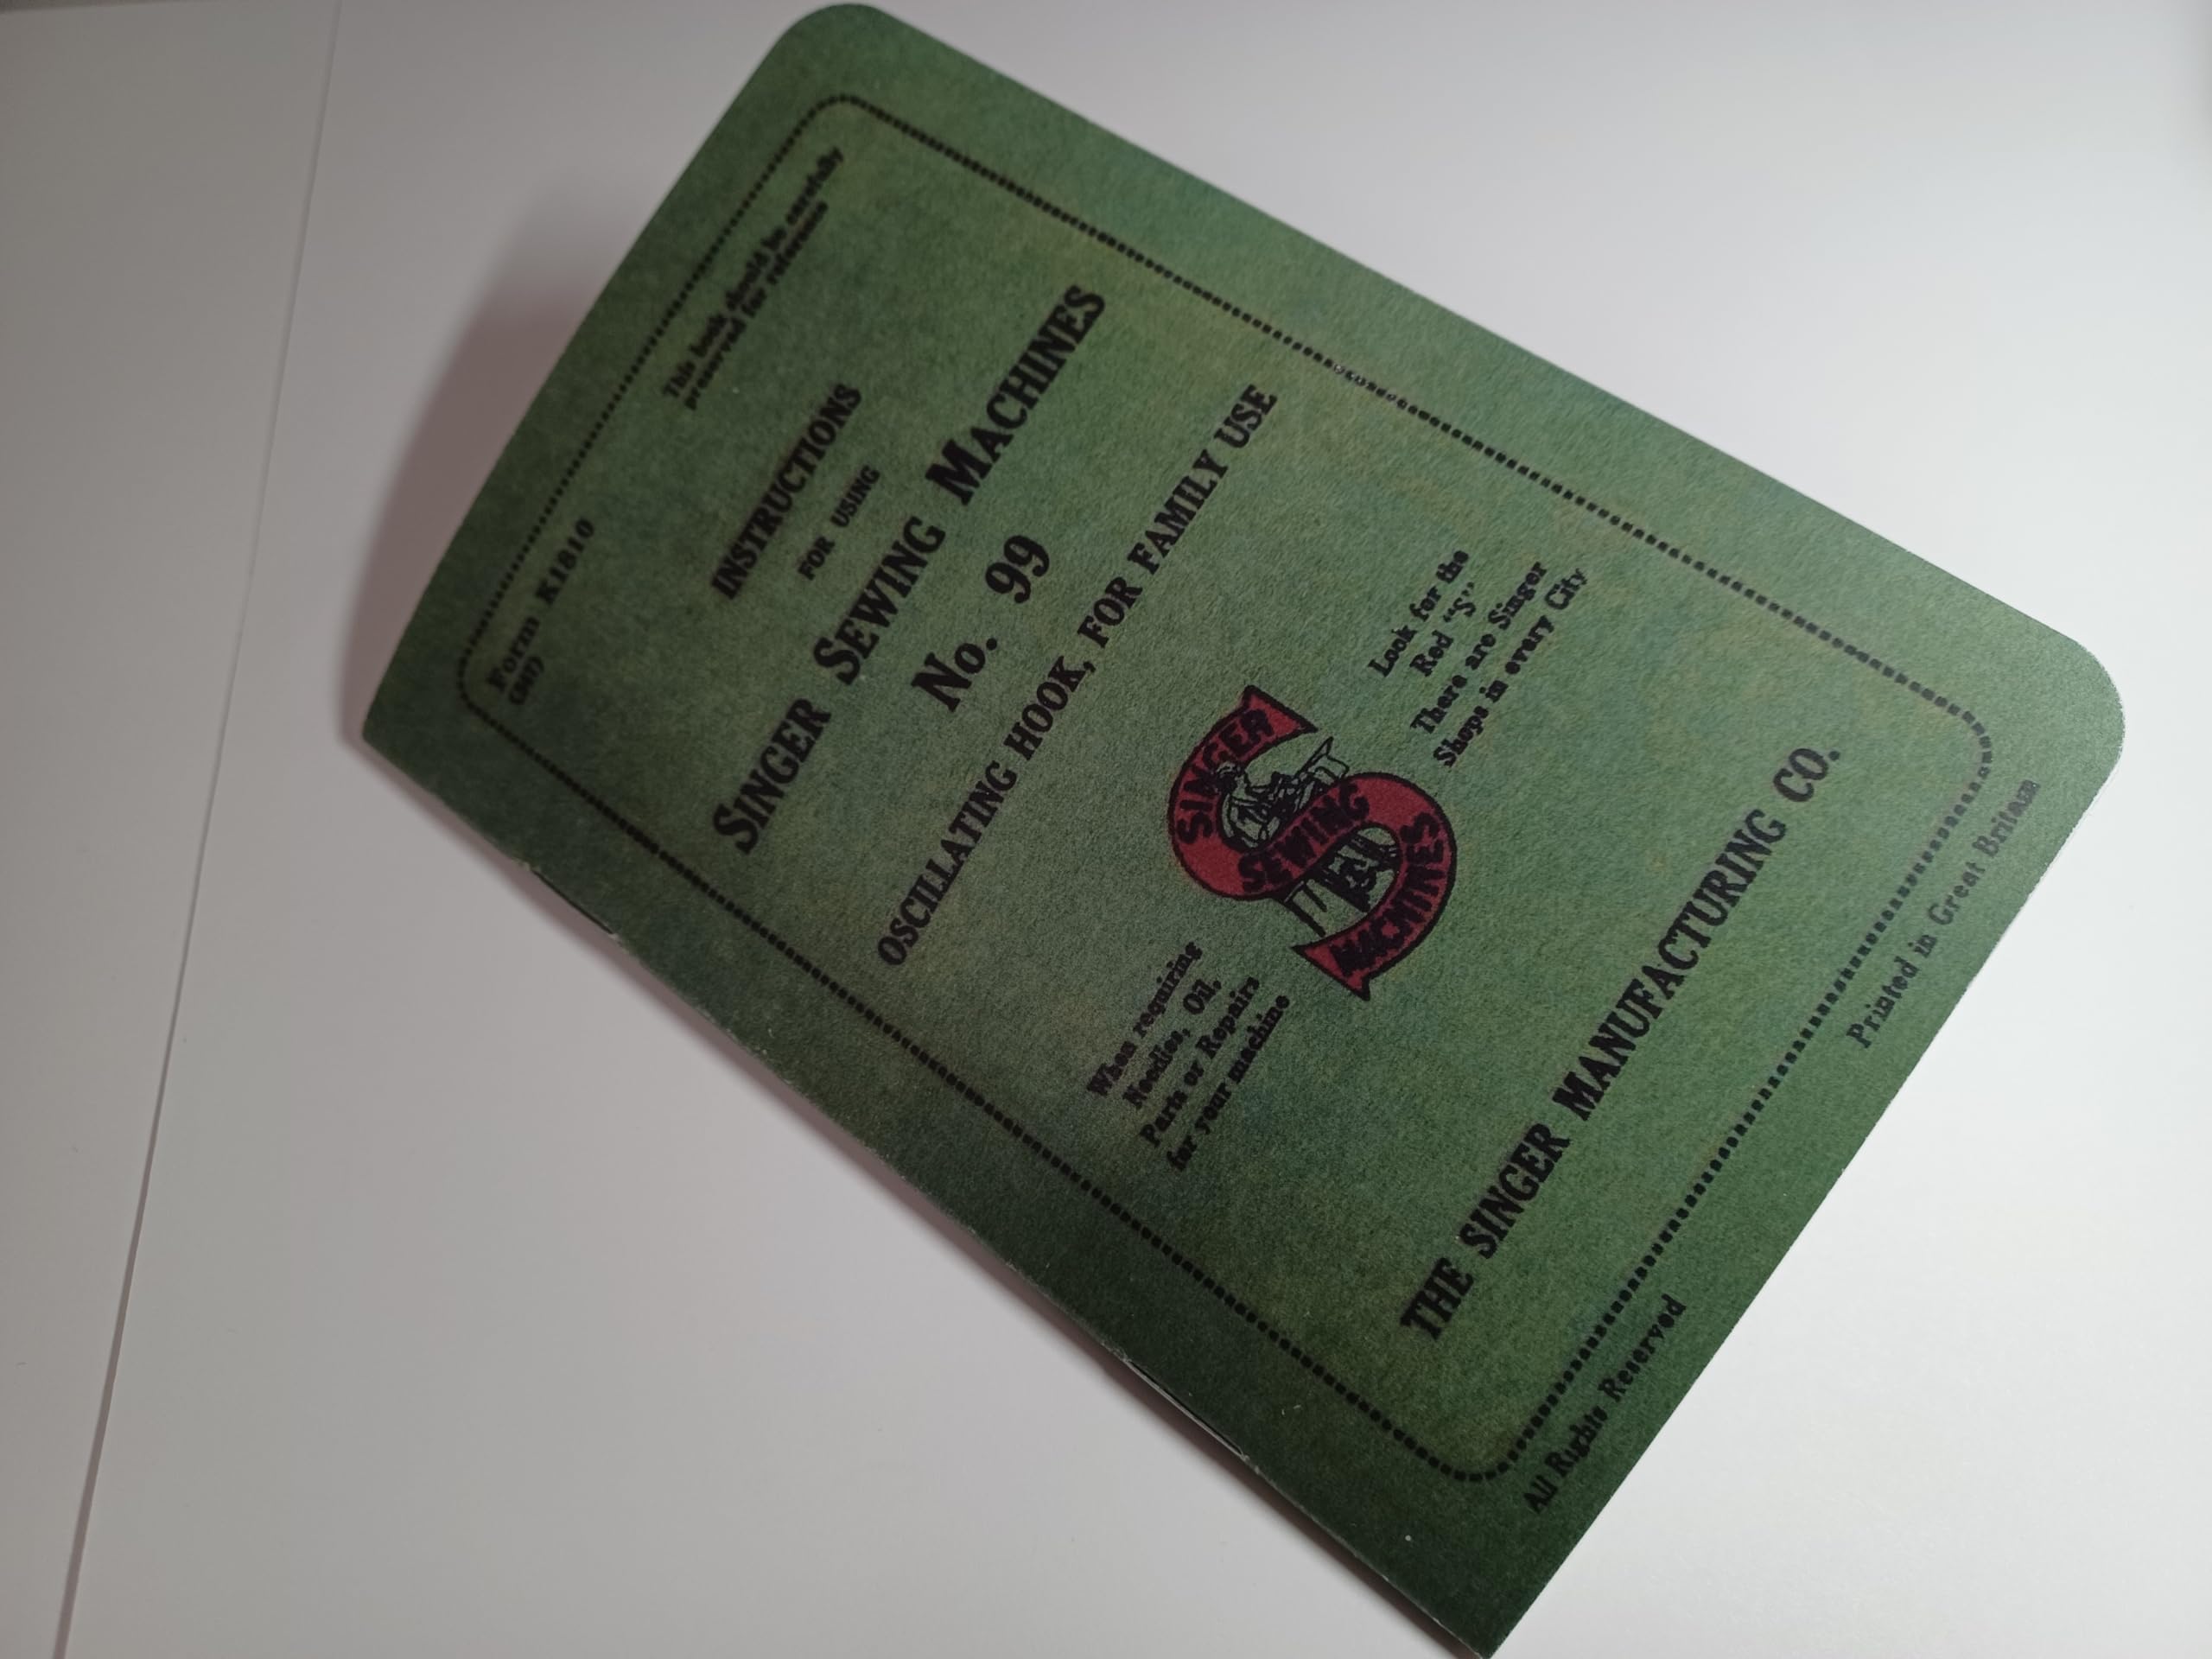 Form K1810
This book should be carefully
preserved for reference
INSTRUCTIONS
FOR USING
SINGER SEWING MACHINES
No. 99
OSCILLATING HOOK, FOR FAMILY USE
When requiring
Needles, Oil,
Parts or Repairs
for your machine
SINGER
SEWING
MACHINES
Look for the
Red "S"
There are Singer
Shops in every City
THE SINGER MANUFACTURING CO.
All Rights Reserved
Printed in Great Britain